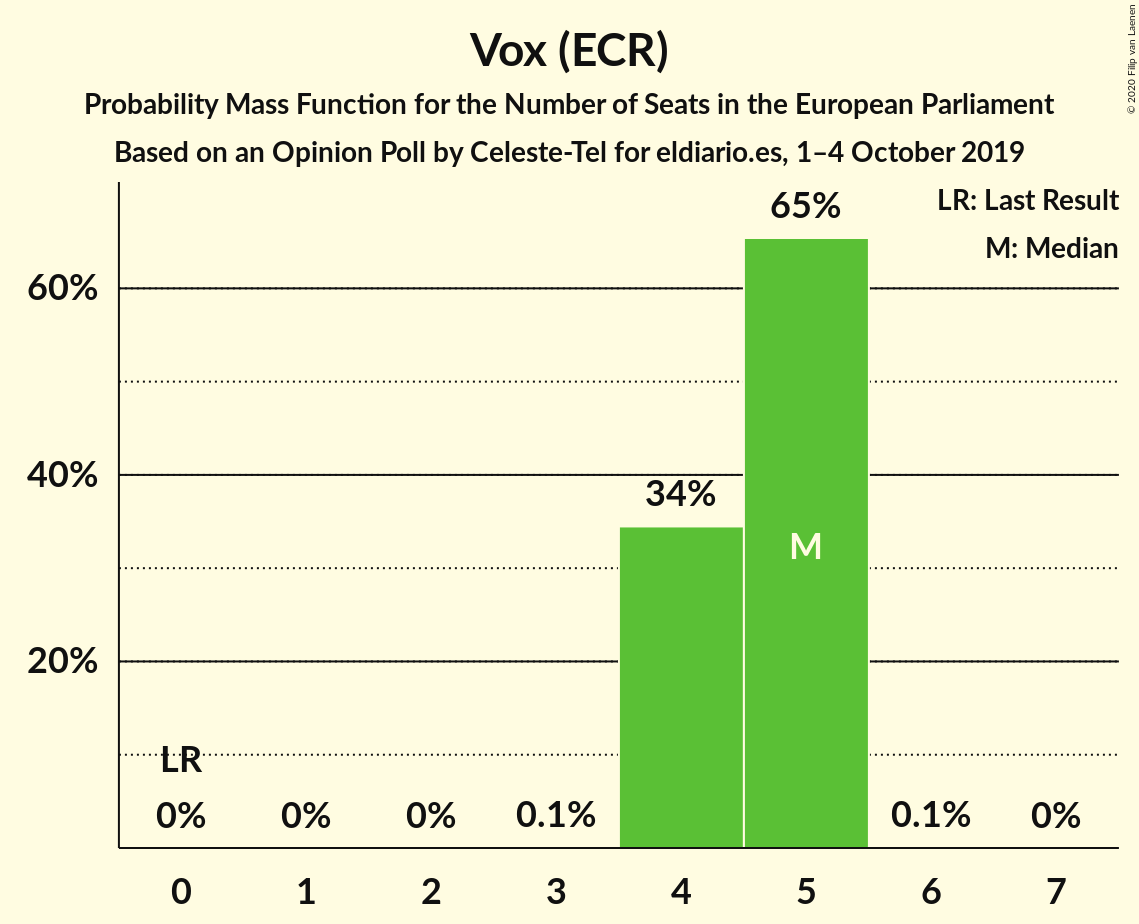 Vox (ECR)
Probability Mass Function for the Number of Seats in the European Parliament
Based on an Opinion Poll by Celeste-Tel for eldiario.es, 1–4 October 2019
© 2020 Filip van Laenen
LR: Last Result
M: Median
65%
60%
40%
34%
M
20%
LR
0% 0% 0% 0.1% 0.1% 0%
0 1 2 3 4 5 6 7